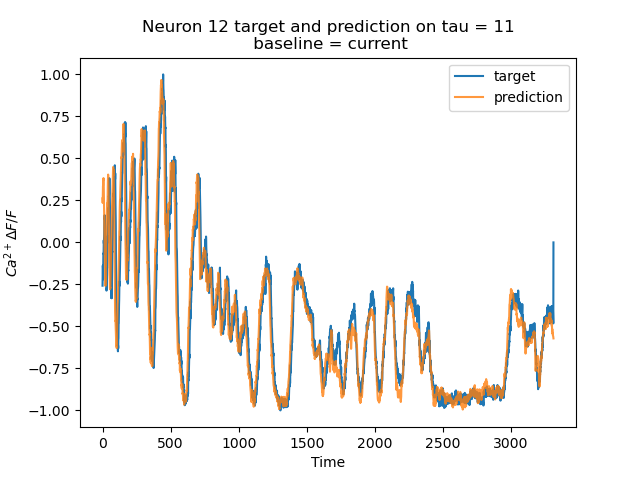 Neuron 12 target and prediction on tau = 11
baseline = current
target
prediction
1.00
0.75
0.50
0.25
0.00
−0.25
−0.50
−0.75
−1.00
Ca²⁺ ΔF/F
0 500 1000 1500 2000 2500 3000
Time